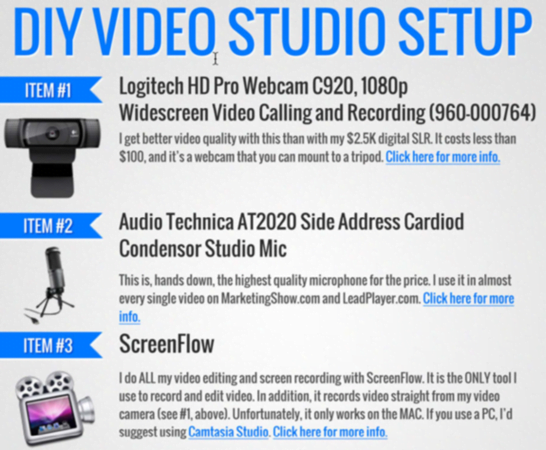 DIY VIDEO STUDIO SETUP
ITEM #1
Logitech HD Pro Webcam C920, 1080p
Widescreen Video Calling and Recording (960-000764)
I get better video quality with this than with my $2.5K digital SLR. It costs less than
$100, and it's a webcam that you can mount to a tripod. Click here for more info.
ITEM #2
Audio Technica AT2020 Side Address Cardiod
Condensor Studio Mic
This is, hands down, the highest quality microphone for the price. I use it in almost
every single video on MarketingShow.com and LeadPlayer.com. Click here for more
info.
ITEM #3
ScreenFlow
I do ALL my video editing and screen recording with ScreenFlow. It is the ONLY tool I
use to record and edit video. In addition, it records video straight from my video
camera (see #1, above). Unfortunately, it only works on the MAC. If you use a PC, I'd
suggest using Camtasia Studio. Click here for more info.